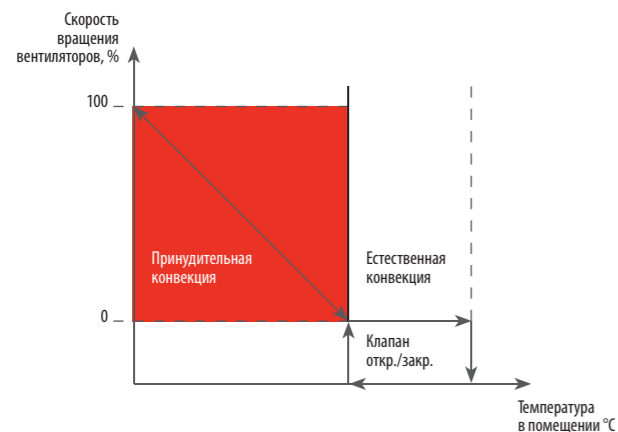 Скорость
вращения
вентиляторов, %
100
Принудительная
конвекция
Естественная
конвекция
0
Клапан
откр./закр.
Температура
в помещении °C